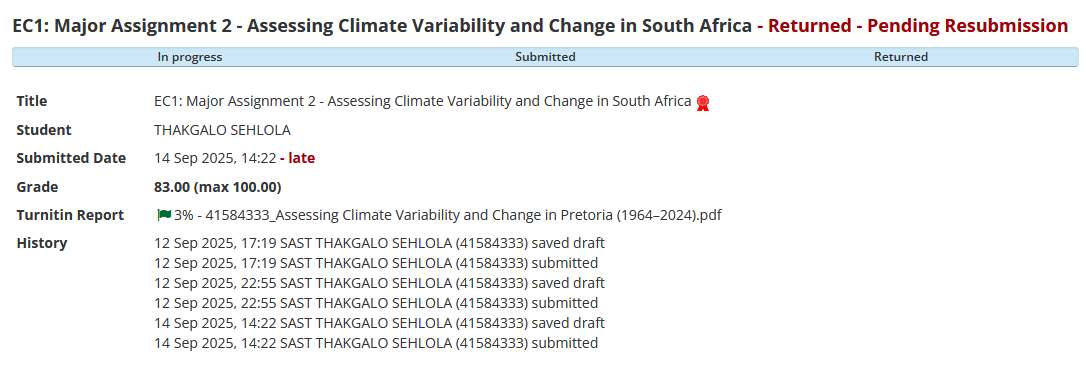 EC1: Major Assignment 2 - Assessing Climate Variability and Change in South Africa - Returned - Pending Resubmission
In progress Submitted Returned
Title EC1: Major Assignment 2 - Assessing Climate Variability and Change in South Africa
Student THAKGALO SEHLOLA
Submitted Date 14 Sep 2025, 14:22 - late
Grade 83.00 (max 100.00)
Turnitin Report 3% - 41584333_Assessing Climate Variability and Change in Pretoria (1964–2024).pdf
History 12 Sep 2025, 17:19 SAST THAKGALO SEHLOLA (41584333) saved draft
12 Sep 2025, 17:19 SAST THAKGALO SEHLOLA (41584333) submitted
12 Sep 2025, 22:55 SAST THAKGALO SEHLOLA (41584333) saved draft
12 Sep 2025, 22:55 SAST THAKGALO SEHLOLA (41584333) submitted
14 Sep 2025, 14:22 SAST THAKGALO SEHLOLA (41584333) saved draft
14 Sep 2025, 14:22 SAST THAKGALO SEHLOLA (41584333) submitted